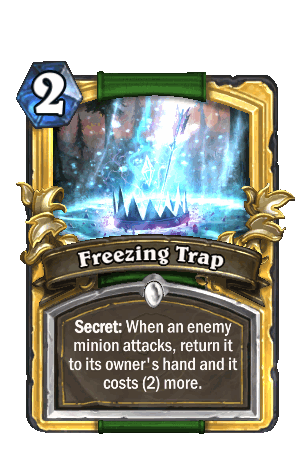 2
Freezing Trap
Secret: When an enemy
minion attacks, return it
to its owner's hand and it
costs (2) more.